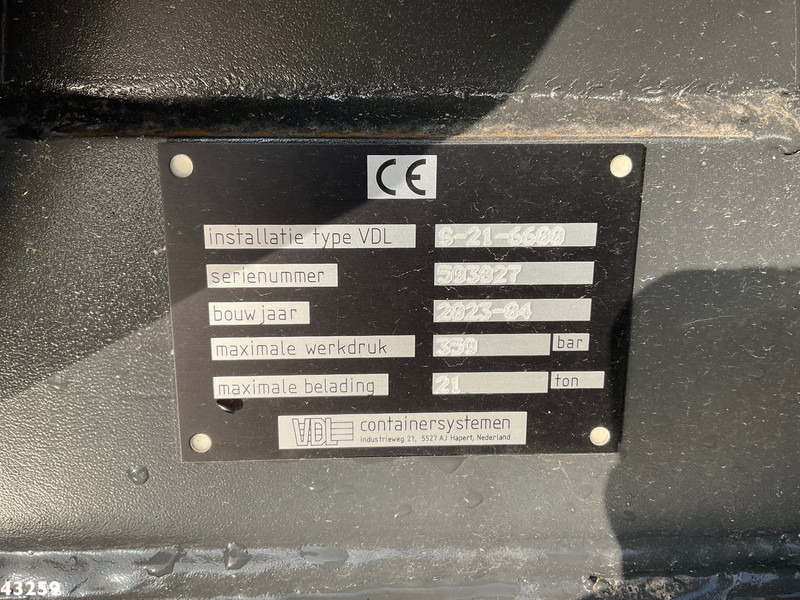 CE
installatie type VDL S-21-6600
serienummer 503827
bouwjaar 2023-04
maximale werkdruk 350 bar
maximale belading 21 ton
VDL containersystemen
industrieweg 21, 5527 AJ Hapert, Nederland
43259